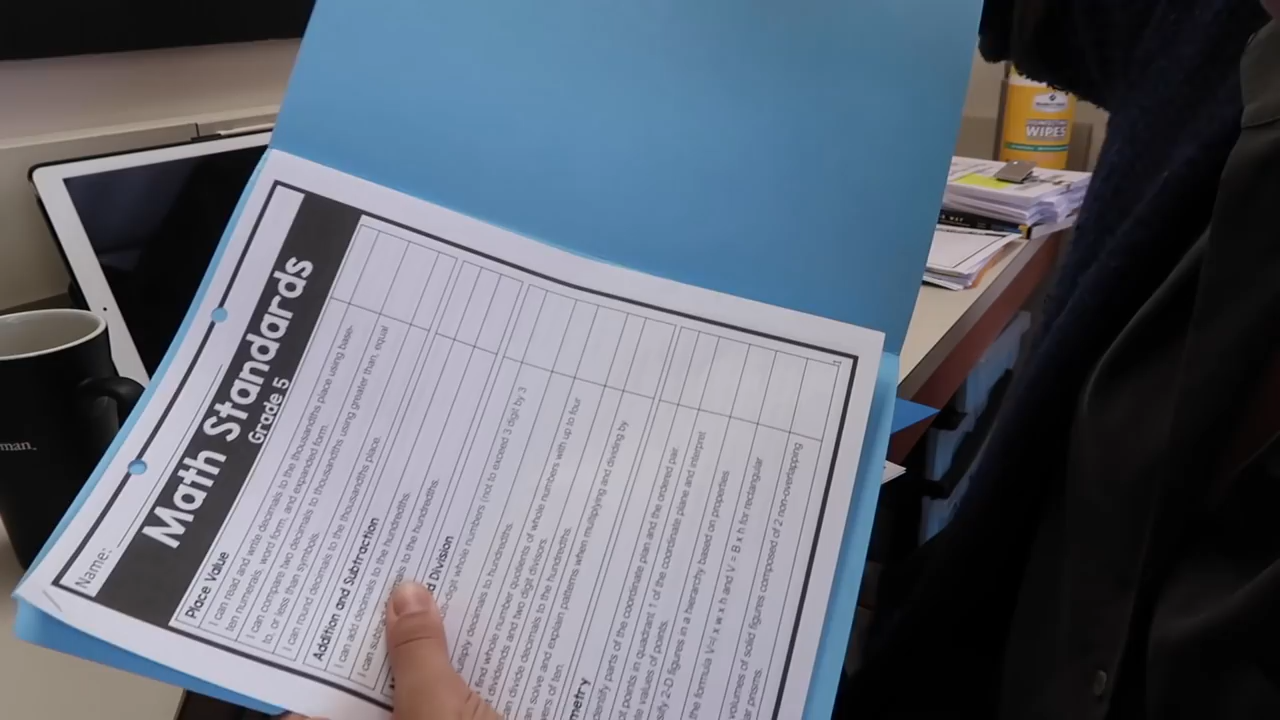 Name:
Math Standards
Grade 5
Place Value
I can read and write decimals to the thousandths place using base-
ten numerals, word form, and expanded form.
I can compare two decimals to thousandths using greater than, equal
to, or less than symbols.
I can round decimals to the thousandths place.
Addition and Subtraction
I can add decimals to the hundredths.
I can to the hundredths.
Division
digit whole numbers (not to exceed 3 digit by 3
decimals to hundredths.
find whole number quotients of whole numbers with up to four
dividends and two digit divisors.
can divide decimals to the hundredths.
can solve and explain patterns when multiplying and dividing by
of ten.
parts of the coordinate plan and the ordered pair.
points in quadrant 1 of the coordinate plane and interpret
values of points.
2-D figures in a hierarchy based on properties
the formula V=l x w x h and V = B x h for rectangular
volumes of solid figures composed of 2 non-overlapping
prisms.
1
WIPES
man.